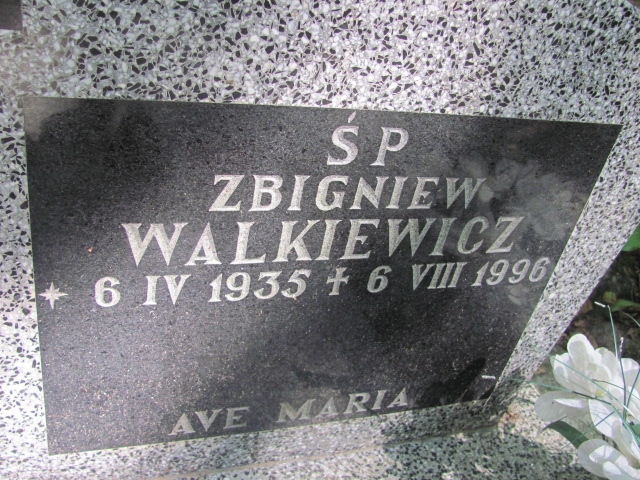 ŚP
ZBIGNIEW
WALKIEWICZ
* 6 IV 1935 † 6 VIII 1996
AVE MARIA